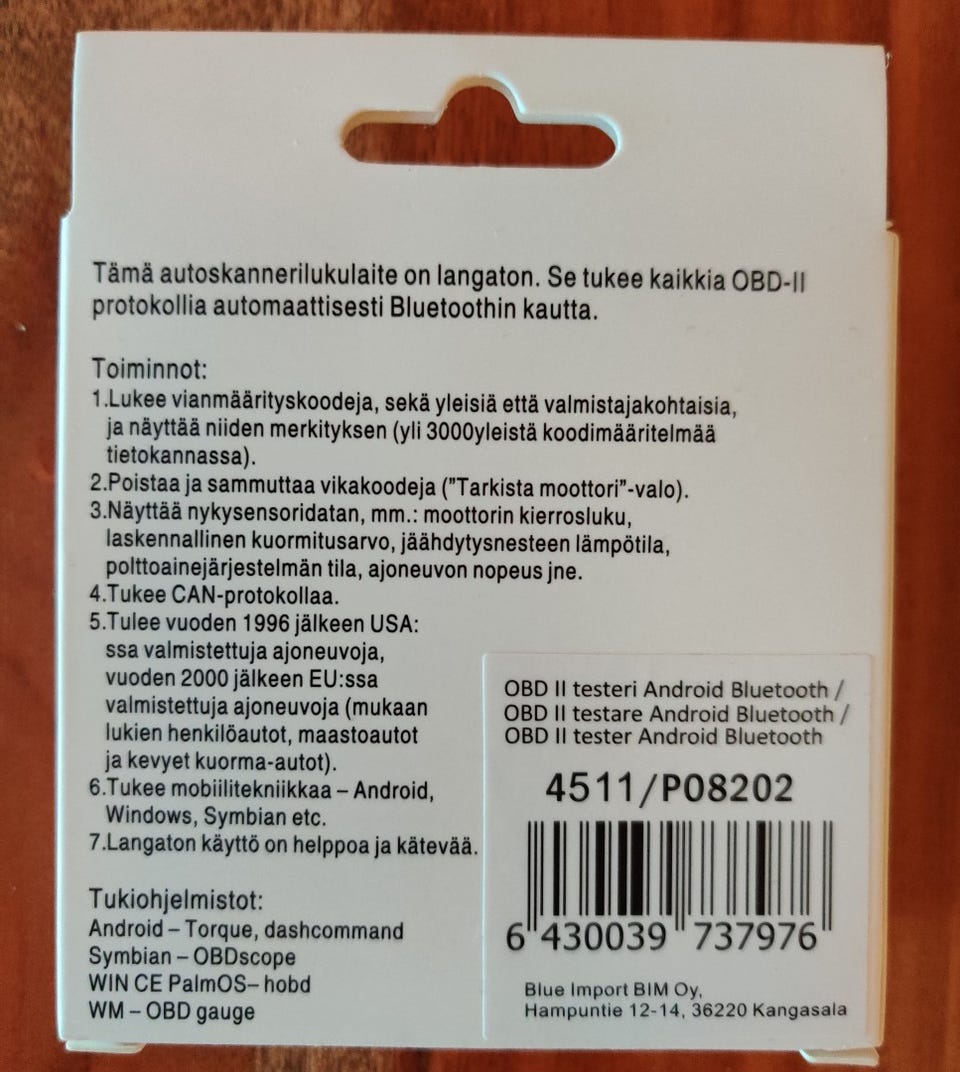 Tämä autoskannerilukulaite on langaton. Se tukee kaikkia OBD-II
protokollia automaattisesti Bluetoothin kautta.
Toiminnot:
1.Lukee vianmäärityskoodeja, sekä yleisiä että valmistajakohtaisia,
ja näyttää niiden merkityksen (yli 3000yleistä koodimääritelmää
tietokannassa).
2.Poistaa ja sammuttaa vikakoodeja ("Tarkista moottori"-valo).
3.Näyttää nykysensoridatan, mm.: moottorin kierrosluku,
laskennallinen kuormitusarvo, jäähdytysnesteen lämpötila,
polttoainejärjestelmän tila, ajoneuvon nopeus jne.
4.Tukee CAN-protokollaa.
5.Tulee vuoden 1996 jälkeen USA:
ssa valmistettuja ajoneuvoja,
vuoden 2000 jälkeen EU:ssa
valmistettuja ajoneuvoja (mukaan
lukien henkilöautot, maastoautot
ja kevyet kuorma-autot).
6.Tukee mobiilitekniikkaa – Android,
Windows, Symbian etc.
7.Langaton käyttö on helppoa ja kätevää.
Tukiohjelmistot:
Android – Torque, dashcommand
Symbian – OBDscope
WIN CE PalmOS– hobd
WM – OBD gauge
OBD II testeri Android Bluetooth /
OBD II testare Android Bluetooth /
OBD II tester Android Bluetooth
4511/P08202
6 430039 737976
Blue Import BIM Oy,
Hampuntie 12-14, 36220 Kangasala